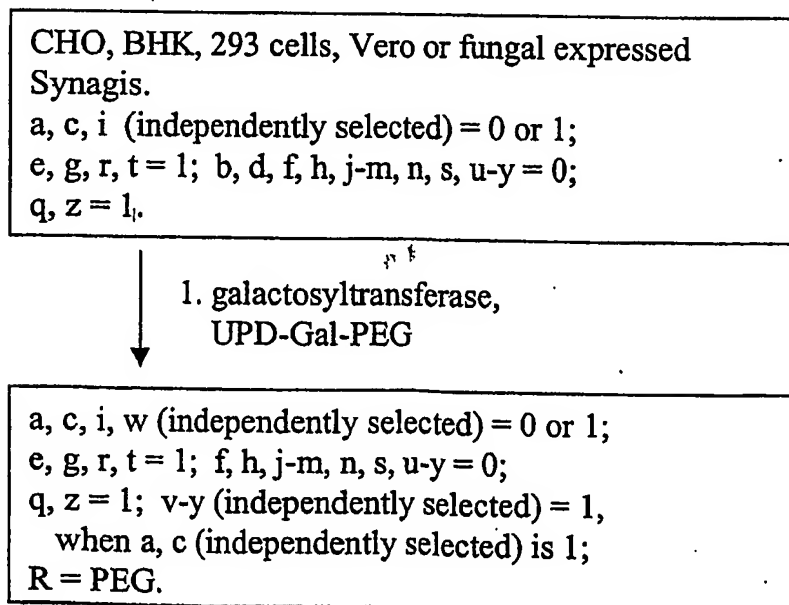 CHO, BHK, 293 cells, Vero or fungal expressed
Synagis.
a, c, i (independently selected) = 0 or 1;
e, g, r, t = 1; b, d, f, h, j-m, n, s, u-y = 0;
q, z = 1.
1. galactosyltransferase,
UPD-Gal-PEG
a, c, i, w (independently selected) = 0 or 1;
e, g, r, t = 1; f, h, j-m, n, s, u-y = 0;
q, z = 1; v-y (independently selected) = 1,
when a, c (independently selected) is 1;
R = PEG.